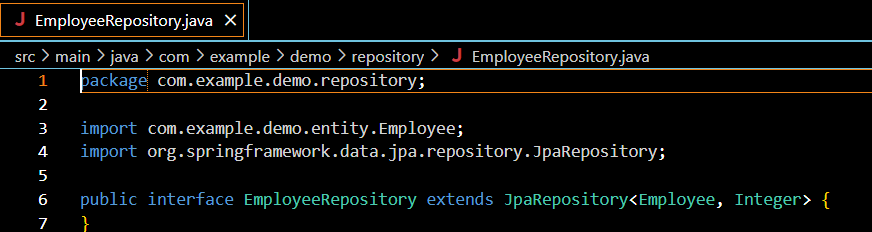 J EmployeeRepository.java ×
src > main > java > com > example > demo > repository > J EmployeeRepository.java
1 package com.example.demo.repository;
2
3 import com.example.demo.entity.Employee;
4 import org.springframework.data.jpa.repository.JpaRepository;
5
6 public interface EmployeeRepository extends JpaRepository<Employee, Integer> {
7 }